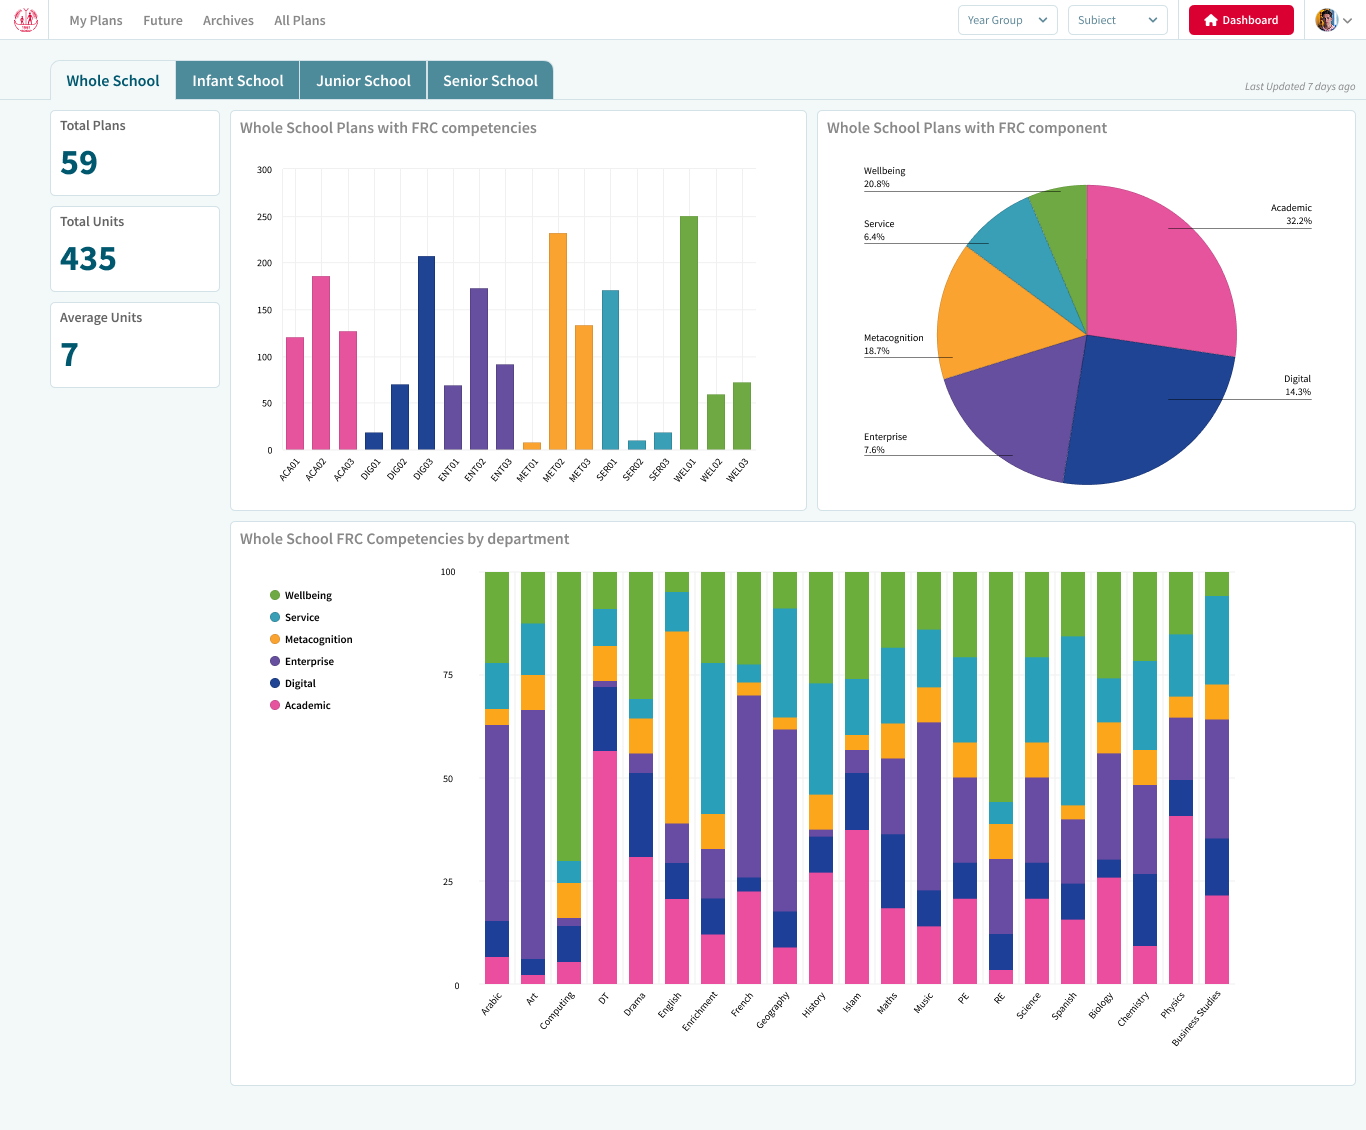 My Plans
Future
Archives
All Plans
Year Group
Subject
Dashboard
Whole School
Infant School
Junior School
Senior School
Last Updated 7 days ago
Total Plans
59
Total Units
435
Average Units
7
Whole School Plans with FRC competencies
300
250
200
150
100
50
0
ACA01
ACA02
ACA03
DIG01
DIG02
DIG03
ENT01
ENT02
ENT03
MET01
MET02
MET03
SER01
SER02
SER03
WEL01
WEL02
WEL03
Whole School Plans with FRC component
Wellbeing
20.8%
Service
6.4%
Metacognition
18.7%
Enterprise
7.6%
Academic
32.2%
Digital
14.3%
Whole School FRC Competencies by department
Wellbeing
Service
Metacognition
Enterprise
Digital
Academic
100
75
50
25
0
Arabic
Art
Computing
DT
Drama
English
Enrichment
French
Geography
History
Islam
Maths
Music
PE
RE
Science
Spanish
Biology
Chemistry
Physics
Business Studies